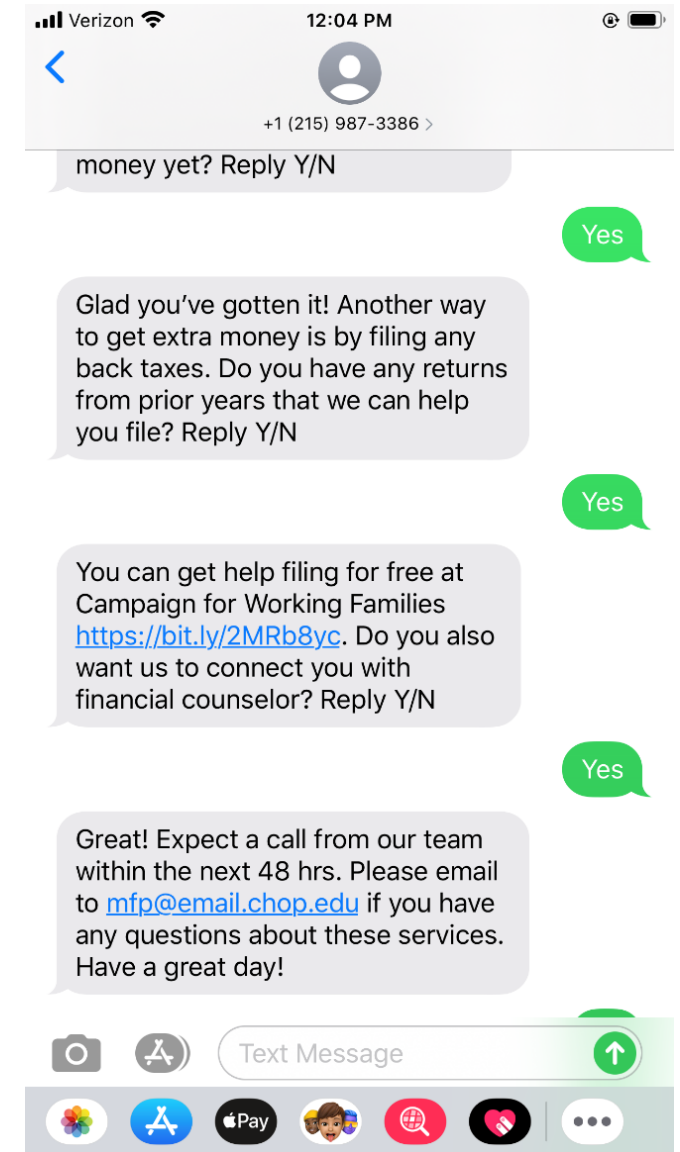 Verizon 12:04 PM
+1 (215) 987-3386 >
money yet? Reply Y/N
Yes
Glad you’ve gotten it! Another way
to get extra money is by filing any
back taxes. Do you have any returns
from prior years that we can help
you file? Reply Y/N
Yes
You can get help filing for free at
Campaign for Working Families
https://bit.ly/2MRb8yc. Do you also
want us to connect you with
financial counselor? Reply Y/N
Yes
Great! Expect a call from our team
within the next 48 hrs. Please email
to mfp@email.chop.edu if you have
any questions about these services.
Have a great day!
Text Message
Pay